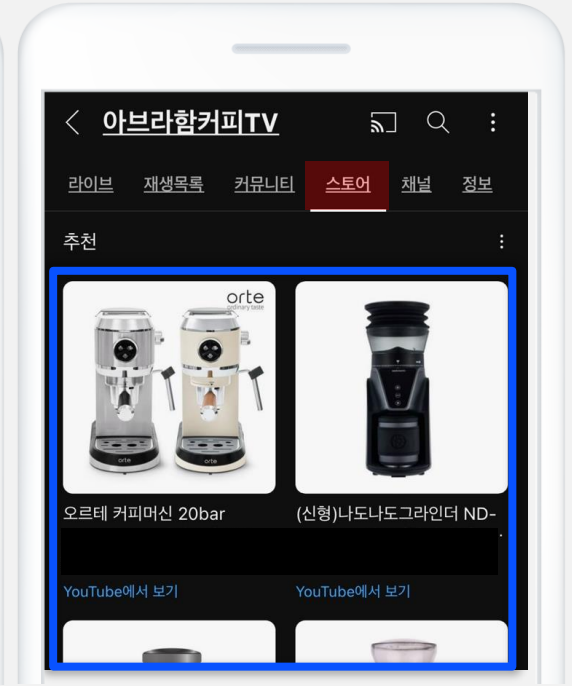 아브라함커피TV
라이브 재생목록 커뮤니티 스토어 채널 정보
추천
orte
ordinary taste
orte
orte
오르테 커피머신 20bar
(신형)나도나도그라인더 ND-
YouTube에서 보기
YouTube에서 보기